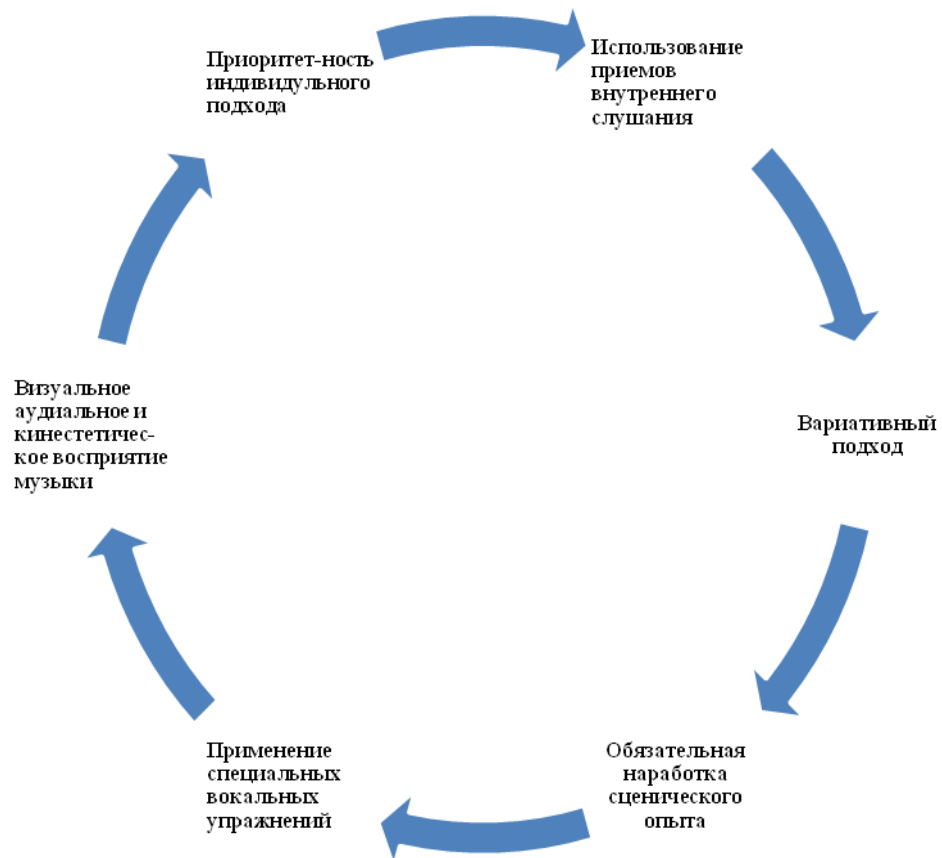 Приоритет-ность
индивидульного
подхода
Использование
приемов
внутреннего
слушания
Вариативный
подход
Обязательная
наработка
сценического
опыта
Применение
специальных
вокальных
упражнений
Визуальное
аудиальное и
кинестетичес-
кое восприятие
музыки